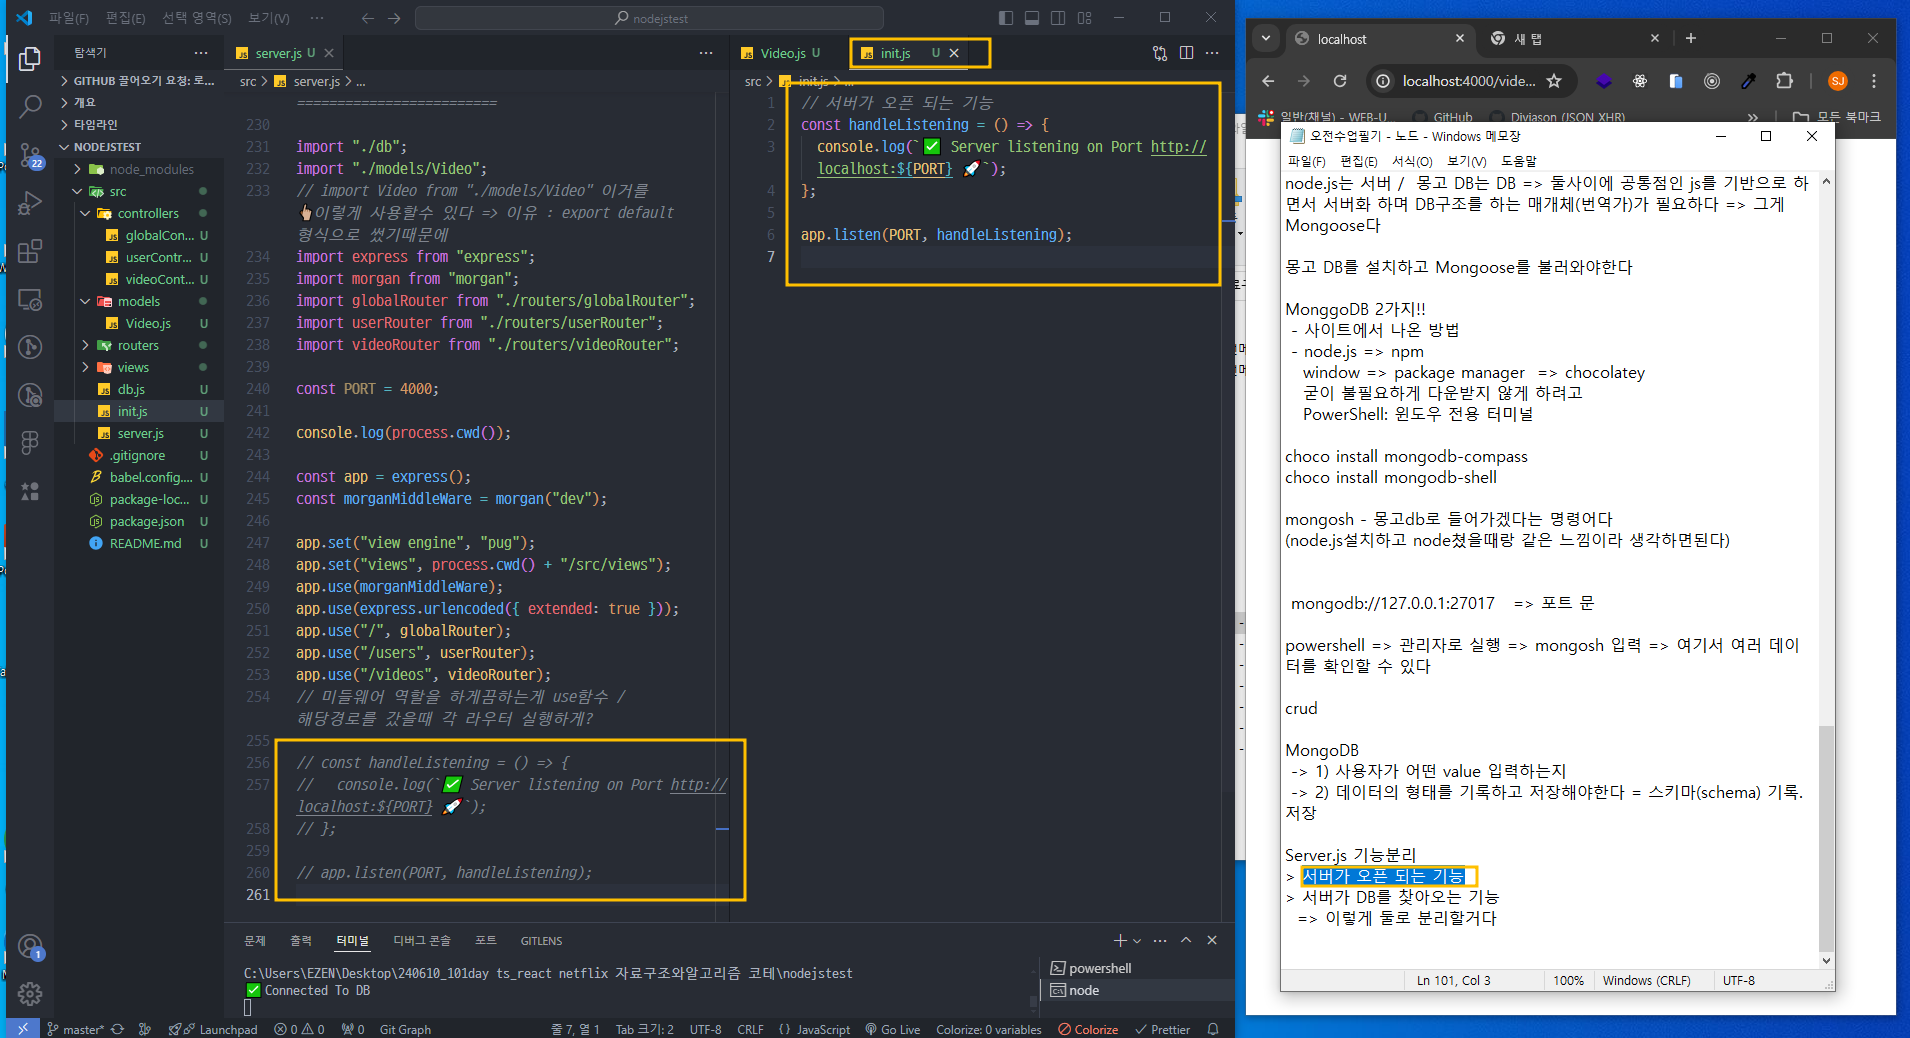 파일(F) 편집(E) 선택 영역(S) 보기(V) ···
nodejstest
탐색기
GITHUB 끌어오기 요청: 로...
개요
타임라인
NODEJSTEST
node_modules
src
controllers
globalCon... U
userContr... U
videoCont... U
models
Video.js U
routers
views
db.js U
init.js U
server.js U
.gitignore U
babel.config.... U
package-loc... U
package.json U
README.md U
22
1
server.js U
src > server.js > ...
=========================
230
231 import "./db";
232 import "./models/Video";
233 // import Video from "./models/Video" 이거를
👆이렇게 사용할수 있다 => 이유 : export default
형식으로 썼기때문에
234 import express from "express";
235 import morgan from "morgan";
236 import globalRouter from "./routers/globalRouter";
237 import userRouter from "./routers/userRouter";
238 import videoRouter from "./routers/videoRouter";
239
240 const PORT = 4000;
241
242 console.log(process.cwd());
243
244 const app = express();
245 const morganMiddleWare = morgan("dev");
246
247 app.set("view engine", "pug");
248 app.set("views", process.cwd() + "/src/views");
249 app.use(morganMiddleWare);
250 app.use(express.urlencoded({ extended: true }));
251 app.use("/", globalRouter);
252 app.use("/users", userRouter);
253 app.use("/videos", videoRouter);
254 // 미들웨어 역할을 하게끔하는게 use함수 /
해당경로를 갔을때 각 라우터 실행하게?
255
256 // const handleListening = () => {
257 //   console.log(`✅ Server listening on Port http://
localhost:${PORT} 🚀`);
258 // };
259
260 // app.listen(PORT, handleListening);
261
Video.js U
init.js U
src > init.js > ...
1 // 서버가 오픈 되는 기능
2 const handleListening = () => {
3   console.log(`✅ Server listening on Port http://
localhost:${PORT} 🚀`);
4 };
5
6 app.listen(PORT, handleListening);
7
문제 출력 터미널 디버그 콘솔 포트 GITLENS
C:\Users\EZEN\Desktop\240610_101day ts_react netflix 자료구조와알고리즘 코테\nodejstest
✅ Connected To DB
powershell
node
master* Launchpad 0 0 0 Git Graph
줄 7, 열 1 Tab 크기: 2 UTF-8 CRLF {} JavaScript Go Live Colorize: 0 variables Colorize Prettier
localhost
새 탭
localhost:4000/vide...
SJ
일반(채널) - WEB-U... GitHub Diviason (JSON XHR) » 모든 북마크
오전수업필기 - 노드 - Windows 메모장
파일(F) 편집(E) 서식(O) 보기(V) 도움말
node.js는 서버 / 몽고 DB는 DB => 둘사이에 공통점인 js를 기반으로 하
면서 서버화 하며 DB구조를 하는 매개체(번역가)가 필요하다 => 그게
Mongoose다
몽고 DB를 설치하고 Mongoose를 불러와야한다
MonggoDB 2가지!!
- 사이트에서 나온 방법
- node.js => npm
window => package manager => chocolatey
굳이 불필요하게 다운받지 않게 하려고
PowerShell: 윈도우 전용 터미널
choco install mongodb-compass
choco install mongodb-shell
mongosh - 몽고db로 들어가겠다는 명령어다
(node.js설치하고 node쳤을때랑 같은 느낌이라 생각하면된다)
mongodb://127.0.0.1:27017 => 포트 문
powershell => 관리자로 실행 => mongosh 입력 => 여기서 여러 데이
터를 확인할 수 있다
crud
MongoDB
-> 1) 사용자가 어떤 value 입력하는지
-> 2) 데이터의 형태를 기록하고 저장해야한다 = 스키마(schema) 기록.
저장
Server.js 기능분리
> 서버가 오픈 되는 기능
> 서버가 DB를 찾아오는 기능
=> 이렇게 둘로 분리할거다
Ln 101, Col 3 100% Windows (CRLF) UTF-8